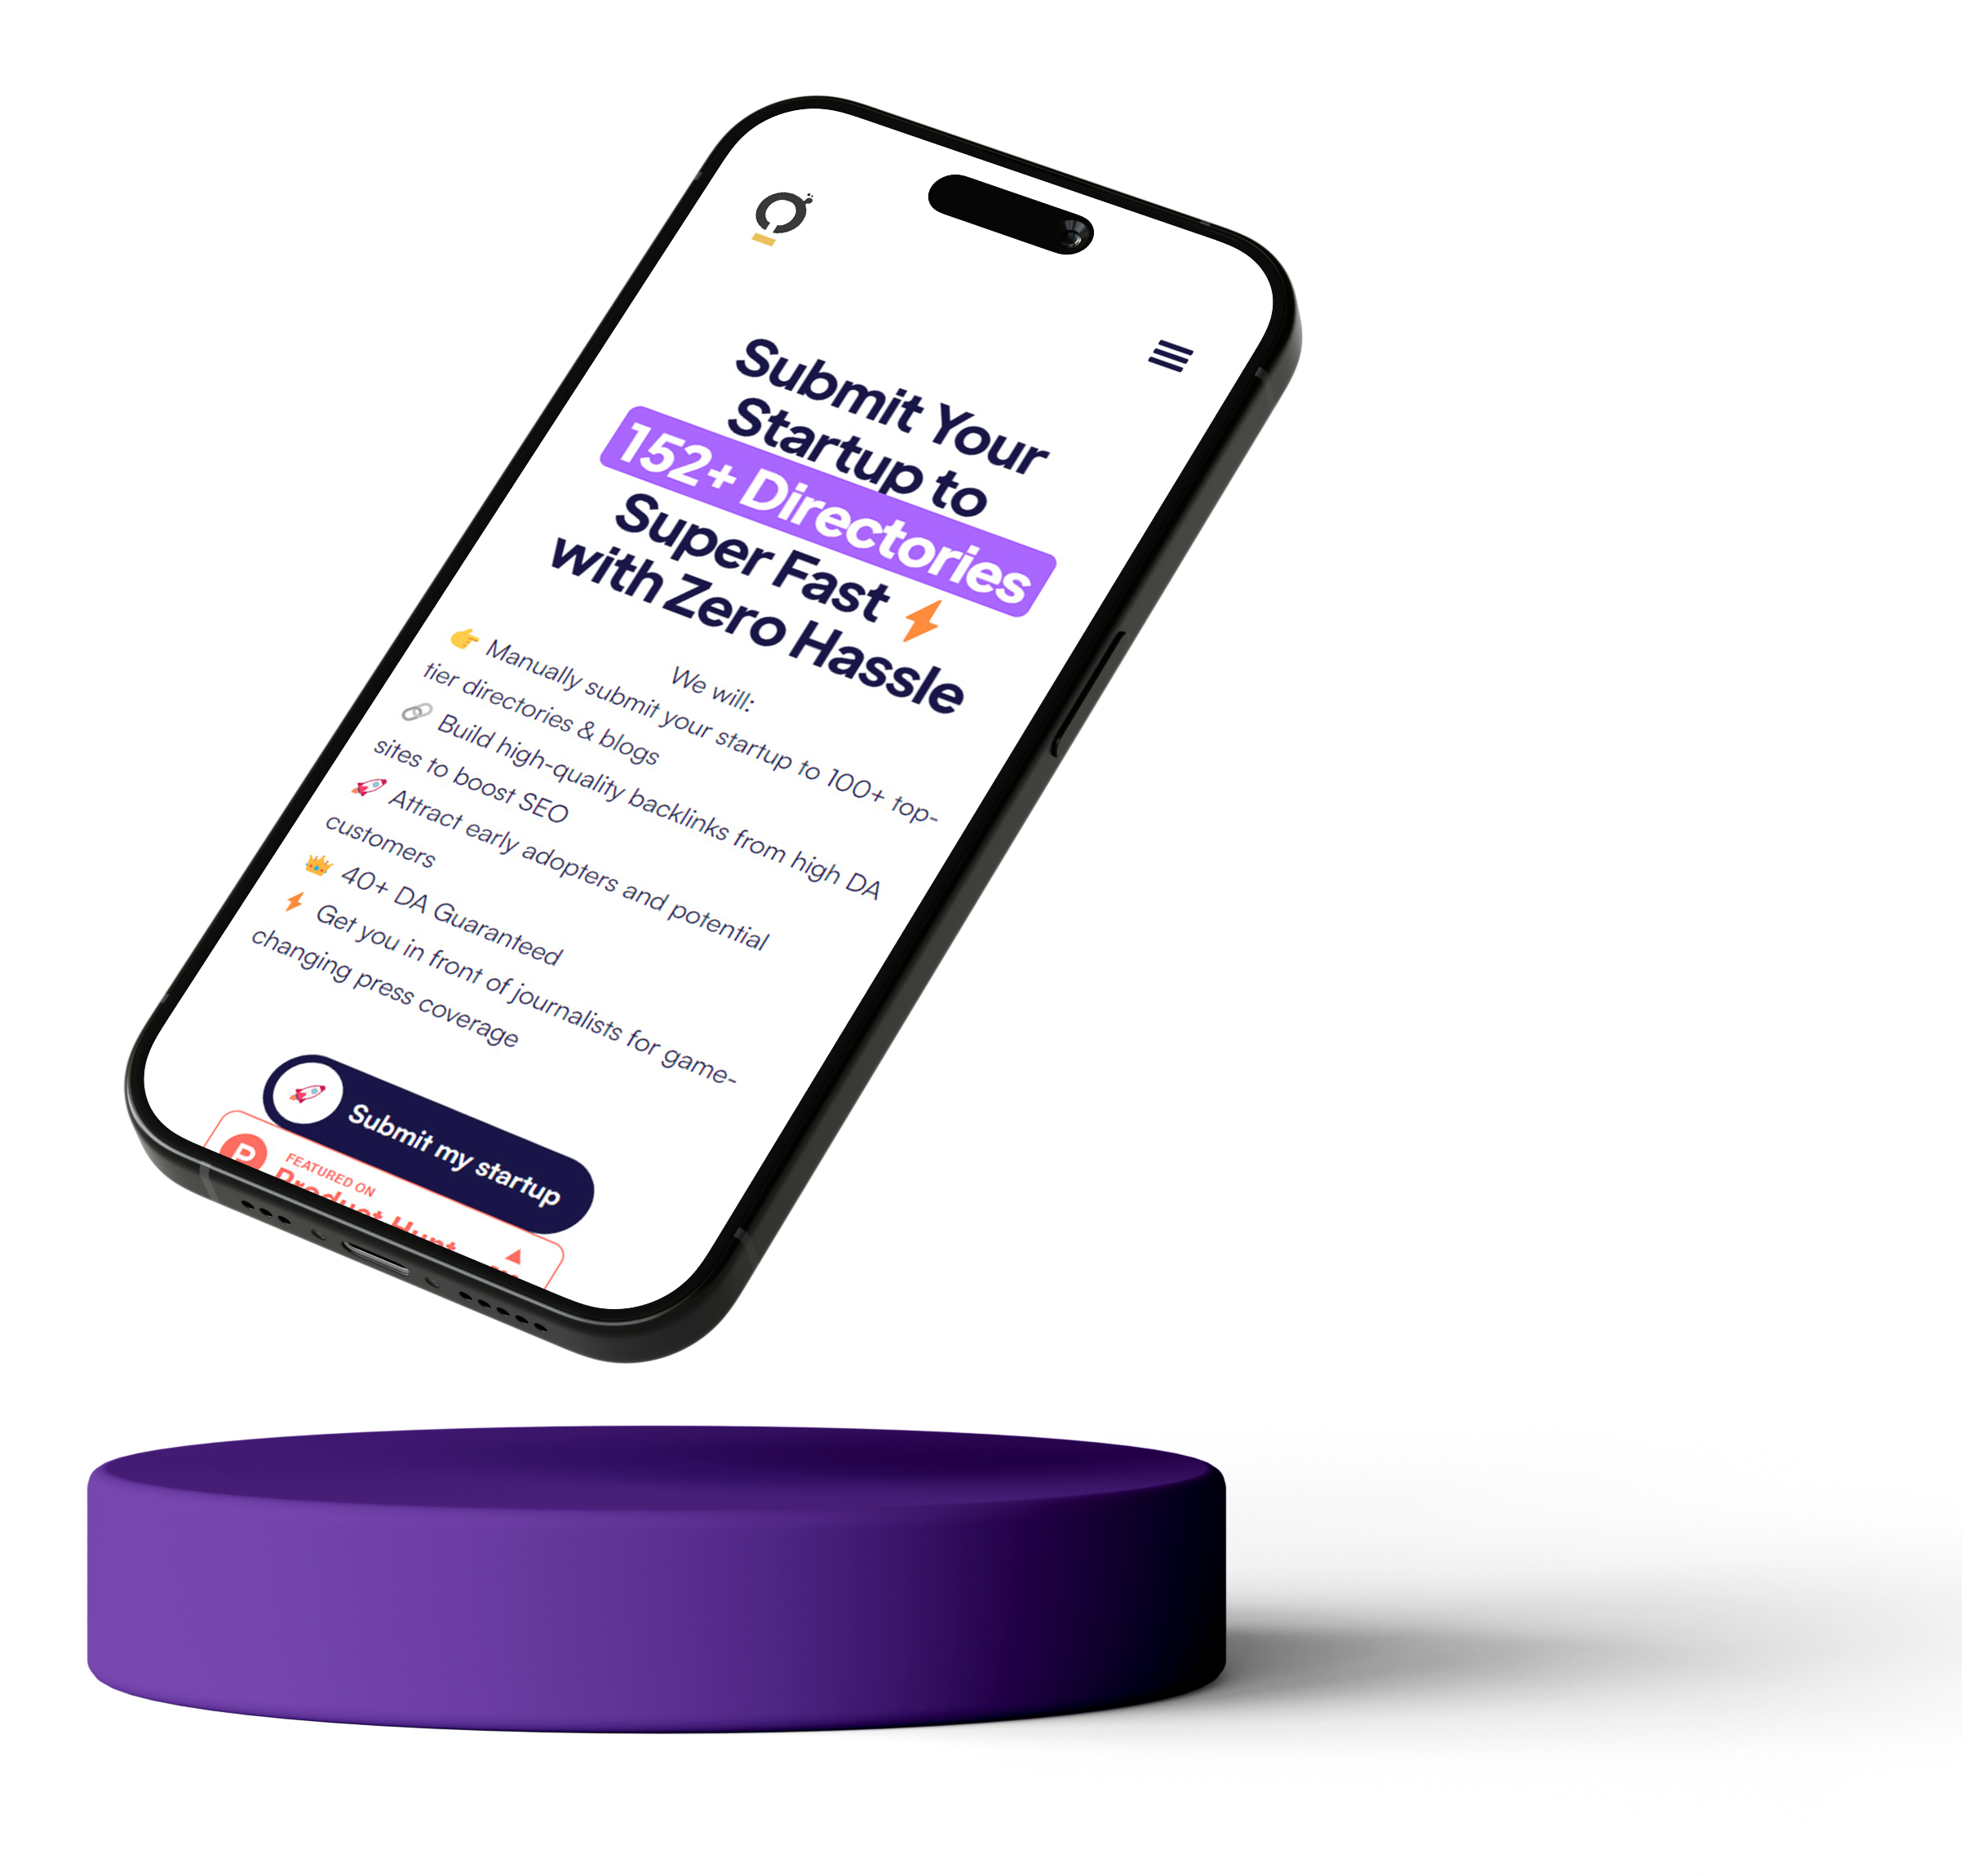 Submit Your
Startup to
152+ Directories
Super Fast ⚡
with Zero Hassle
We will:
👉 Manually submit your startup to 100+ top-
tier directories & blogs
🔗 Build high-quality backlinks from high DA
sites to boost SEO
🚀 Attract early adopters and potential
customers
👑 40+ DA Guaranteed
⚡ Get you in front of journalists for game-
changing press coverage
🚀 Submit my startup
P
FEATURED ON
Product Hunt